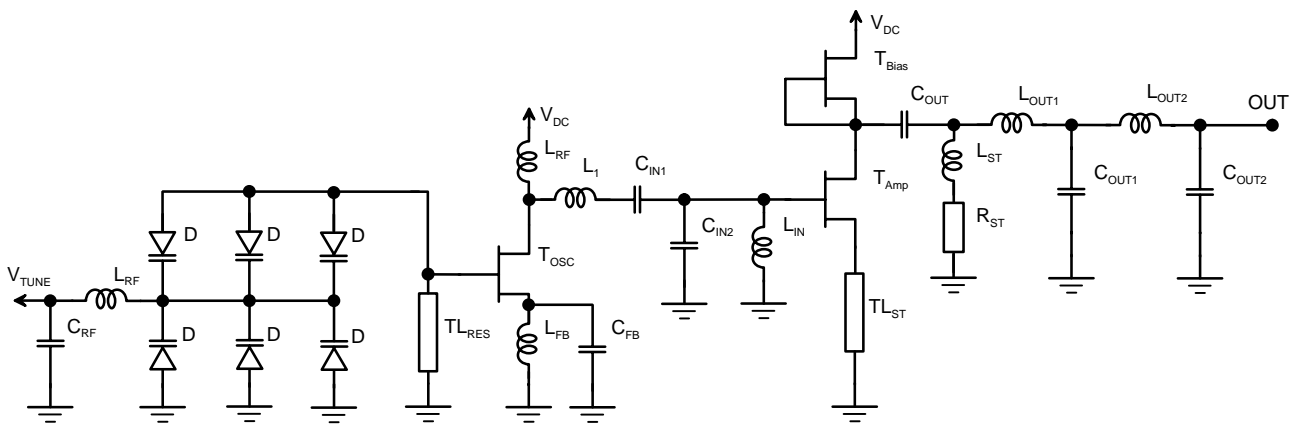 V_DC
T_Bias
C_OUT
L_OUT1
L_OUT2
OUT
V_DC
L_RF
L_1
C_IN1
T_Amp
L_ST
C_OUT1
C_OUT2
D
D
D
R_ST
C_IN2
L_IN
V_TUNE
L_RF
T_OSC
C_RF
D
D
D
TL_RES
L_FB
C_FB
TL_ST